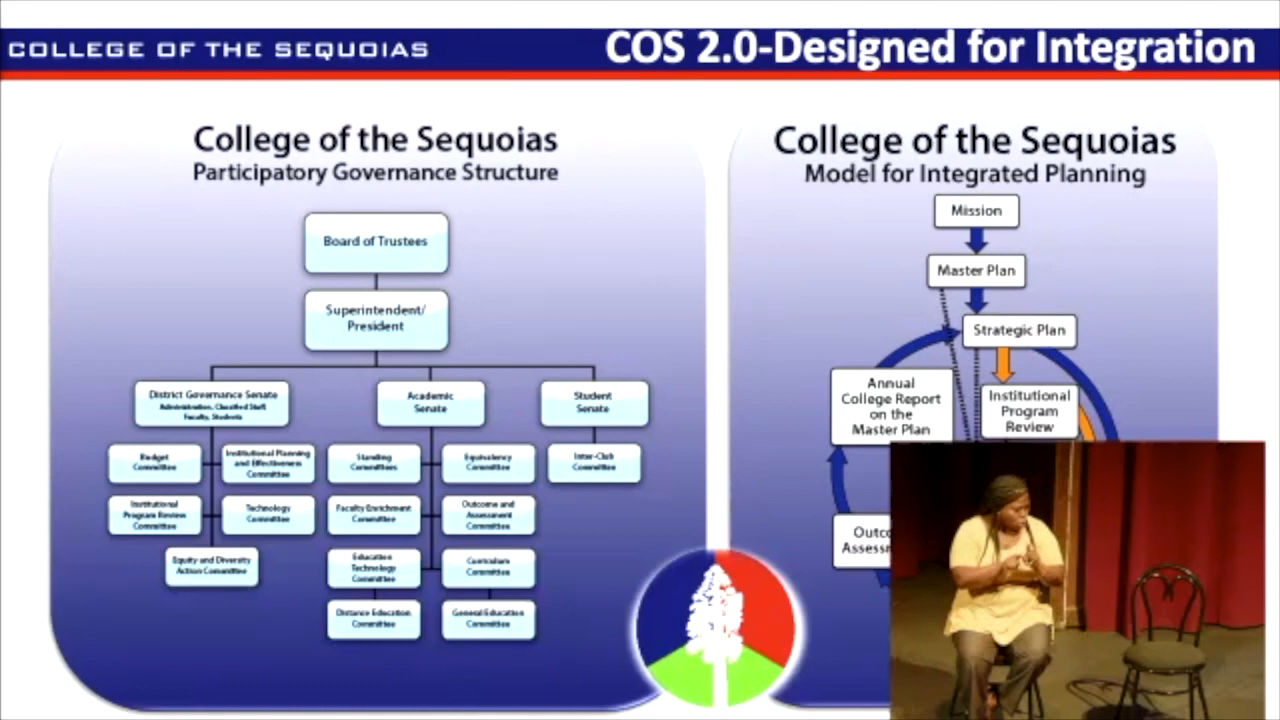 COLLEGE OF THE SEQUOIAS
COS 2.0-Designed for Integration
College of the Sequoias
Participatory Governance Structure
Board of Trustees
Superintendent/
President
District Governance Senate
Administration, Classified Staff,
Faculty, Students
Academic
Senate
Student
Senate
Budget
Committee
Institutional Planning
and Effectiveness
Committee
Standing
Committees
Equivalency
Committee
Inter-Club
Committee
Institutional
Program Review
Committee
Technology
Committee
Faculty Enrichment
Committee
Outcome and
Assessment
Committee
Equity and Diversity
Action Committee
Education
Technology
Committee
Curriculum
Committee
Distance Education
Committee
General Education
Committee
College of the Sequoias
Model for Integrated Planning
Mission
Master Plan
Strategic Plan
Annual
College Report
on the
Master Plan
Institutional
Program
Review